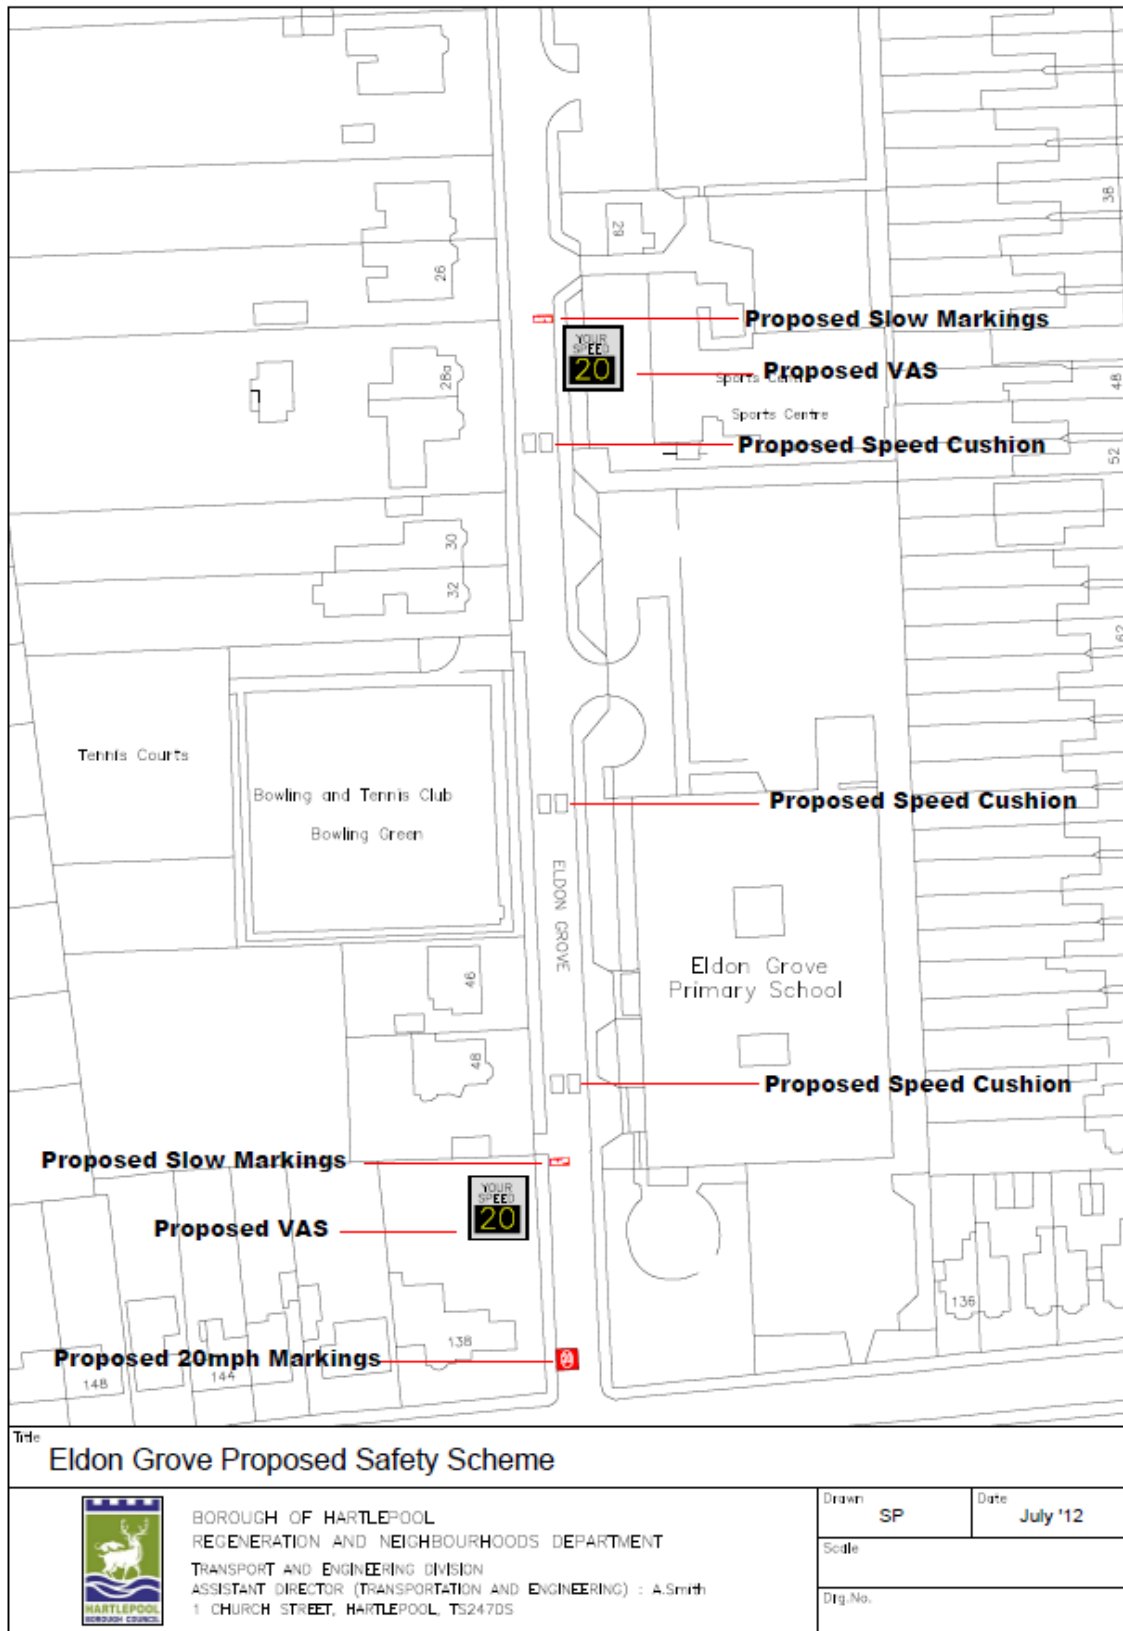 38
29
26
Proposed Slow Markings
YOUR
SPEED
20
Proposed VAS
Sports Centre
28a
48
Sports Centre
Proposed Speed Cushion
52
30
32
62
Tennis Courts
Bowling and Tennis Club
Bowling Green
Proposed Speed Cushion
ELDON GROVE
Eldon Grove
Primary School
46
48
Proposed Speed Cushion
Proposed Slow Markings
YOUR
SPEED
20
Proposed VAS
136
138
Proposed 20mph Markings
20
144
148
Title
Eldon Grove Proposed Safety Scheme
HARTLEPOOL
BOROUGH COUNCIL
BOROUGH OF HARTLEPOOL
REGENERATION AND NEIGHBOURHOODS DEPARTMENT
TRANSPORT AND ENGINEERING DIVISION
ASSISTANT DIRECTOR (TRANSPORTATION AND ENGINEERING) : A.Smith
1 CHURCH STREET, HARTLEPOOL, TS247DS
Drawn
SP
Date
July '12
Scale
Drg.No.